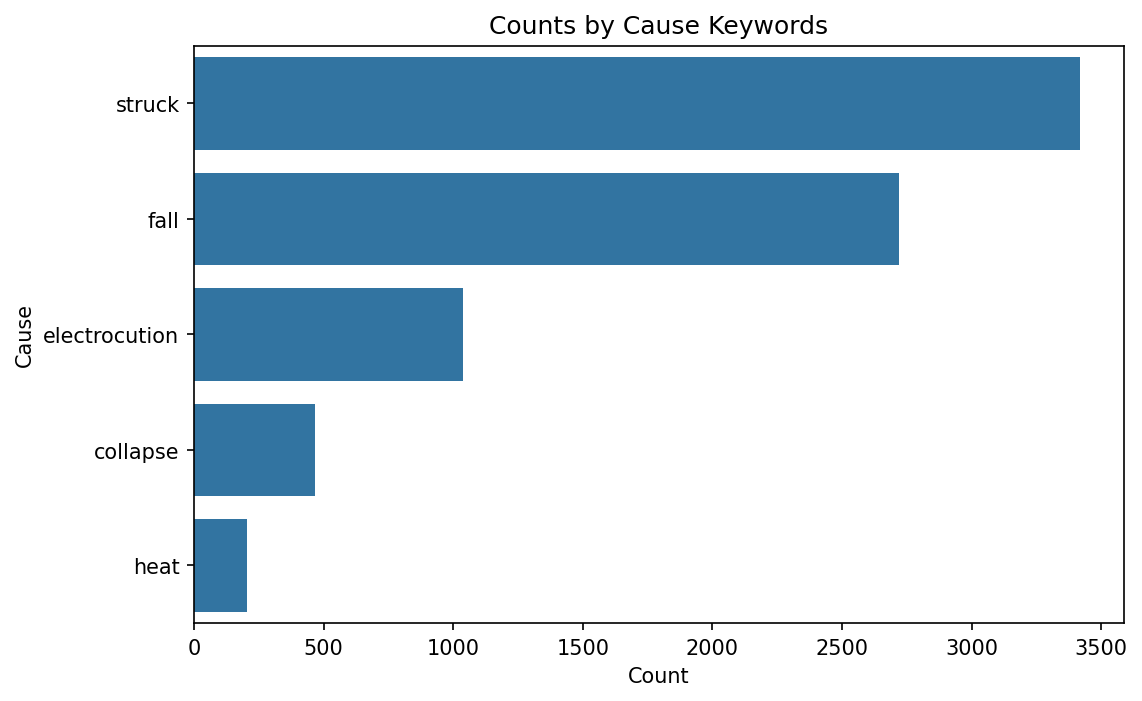 Counts by Cause Keywords
struck
fall
electrocution
collapse
heat
Cause
0 500 1000 1500 2000 2500 3000 3500
Count